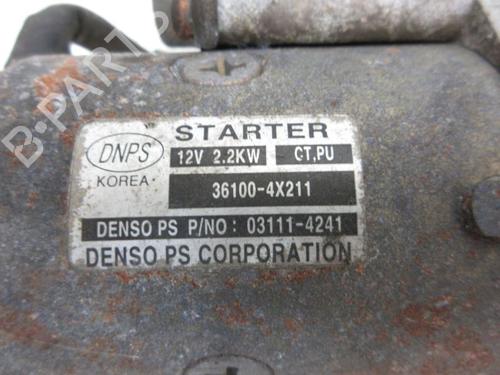 STARTER
DNPS
12V 2.2KW CT,PU
KOREA
36100-4X211
DENSO PS P/NO: 03111-4241
DENSO PS CORPORATION
B-PARTS